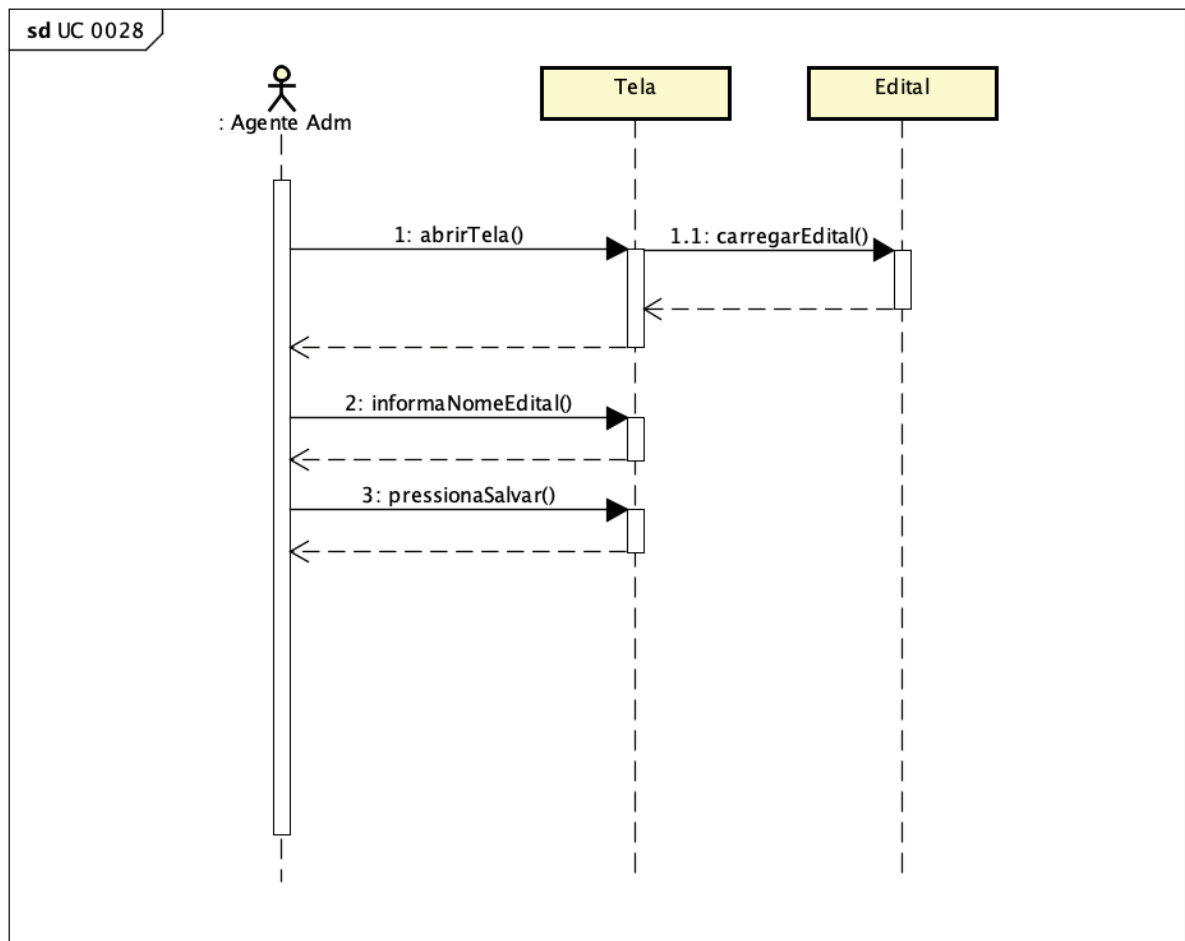 sd UC 0028
: Agente Adm
Tela
Edital
1: abrirTela()
1.1: carregarEdital()
2: informaNomeEdital()
3: pressionaSalvar()